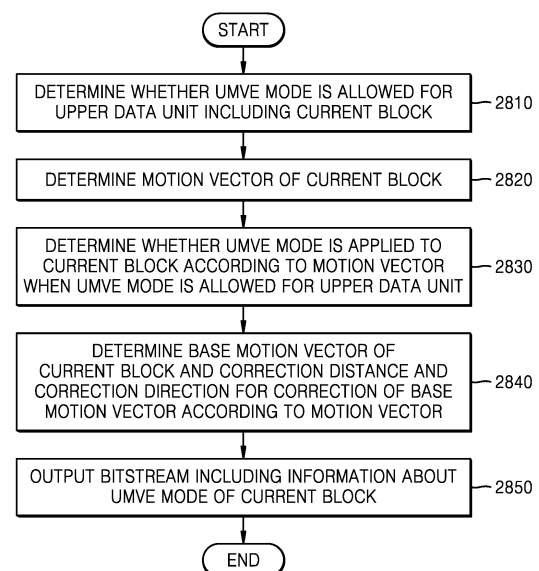 START
DETERMINE WHETHER UMVE MODE IS ALLOWED FOR
UPPER DATA UNIT INCLUDING CURRENT BLOCK
2810
DETERMINE MOTION VECTOR OF CURRENT BLOCK
2820
DETERMINE WHETHER UMVE MODE IS APPLIED TO
CURRENT BLOCK ACCORDING TO MOTION VECTOR
WHEN UMVE MODE IS ALLOWED FOR UPPER DATA UNIT
2830
DETERMINE BASE MOTION VECTOR OF
CURRENT BLOCK AND CORRECTION DISTANCE AND
CORRECTION DIRECTION FOR CORRECTION OF BASE
MOTION VECTOR ACCORDING TO MOTION VECTOR
2840
OUTPUT BITSTREAM INCLUDING INFORMATION ABOUT
UMVE MODE OF CURRENT BLOCK
2850
END